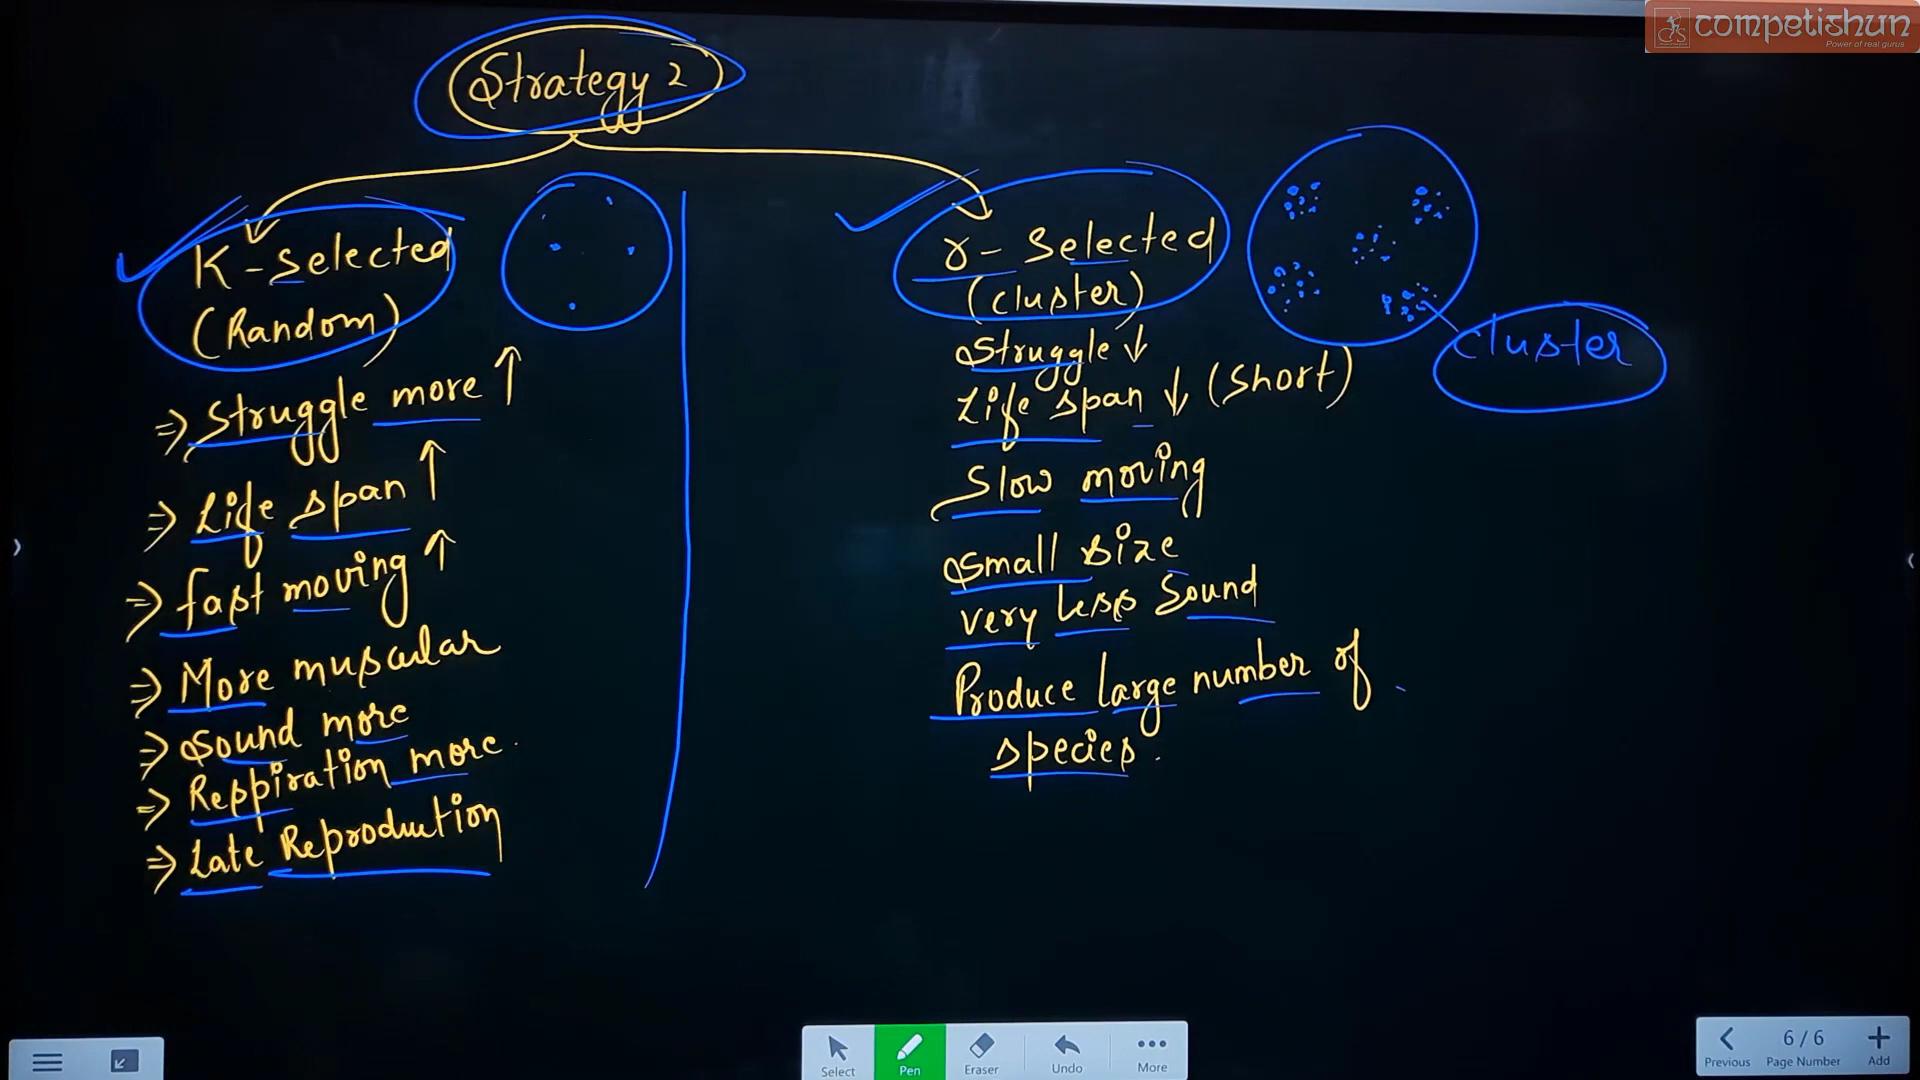 competishun
Power of real gurus
Strategy 2
K-selected
(Random)
⇒ Struggle more ↑
⇒ Life span ↑
⇒ fast moving ↑
⇒ More muscular
⇒ Sound more
⇒ Respiration more.
⇒ Late Reproduction
r-Selected
(cluster)
Struggle ↓
Life span ↓ (short)
Slow moving
Small size
very less sound
Produce large number of
species.
cluster
Select
Pen
Eraser
Undo
More
Previous
6 / 6
Page Number
Add